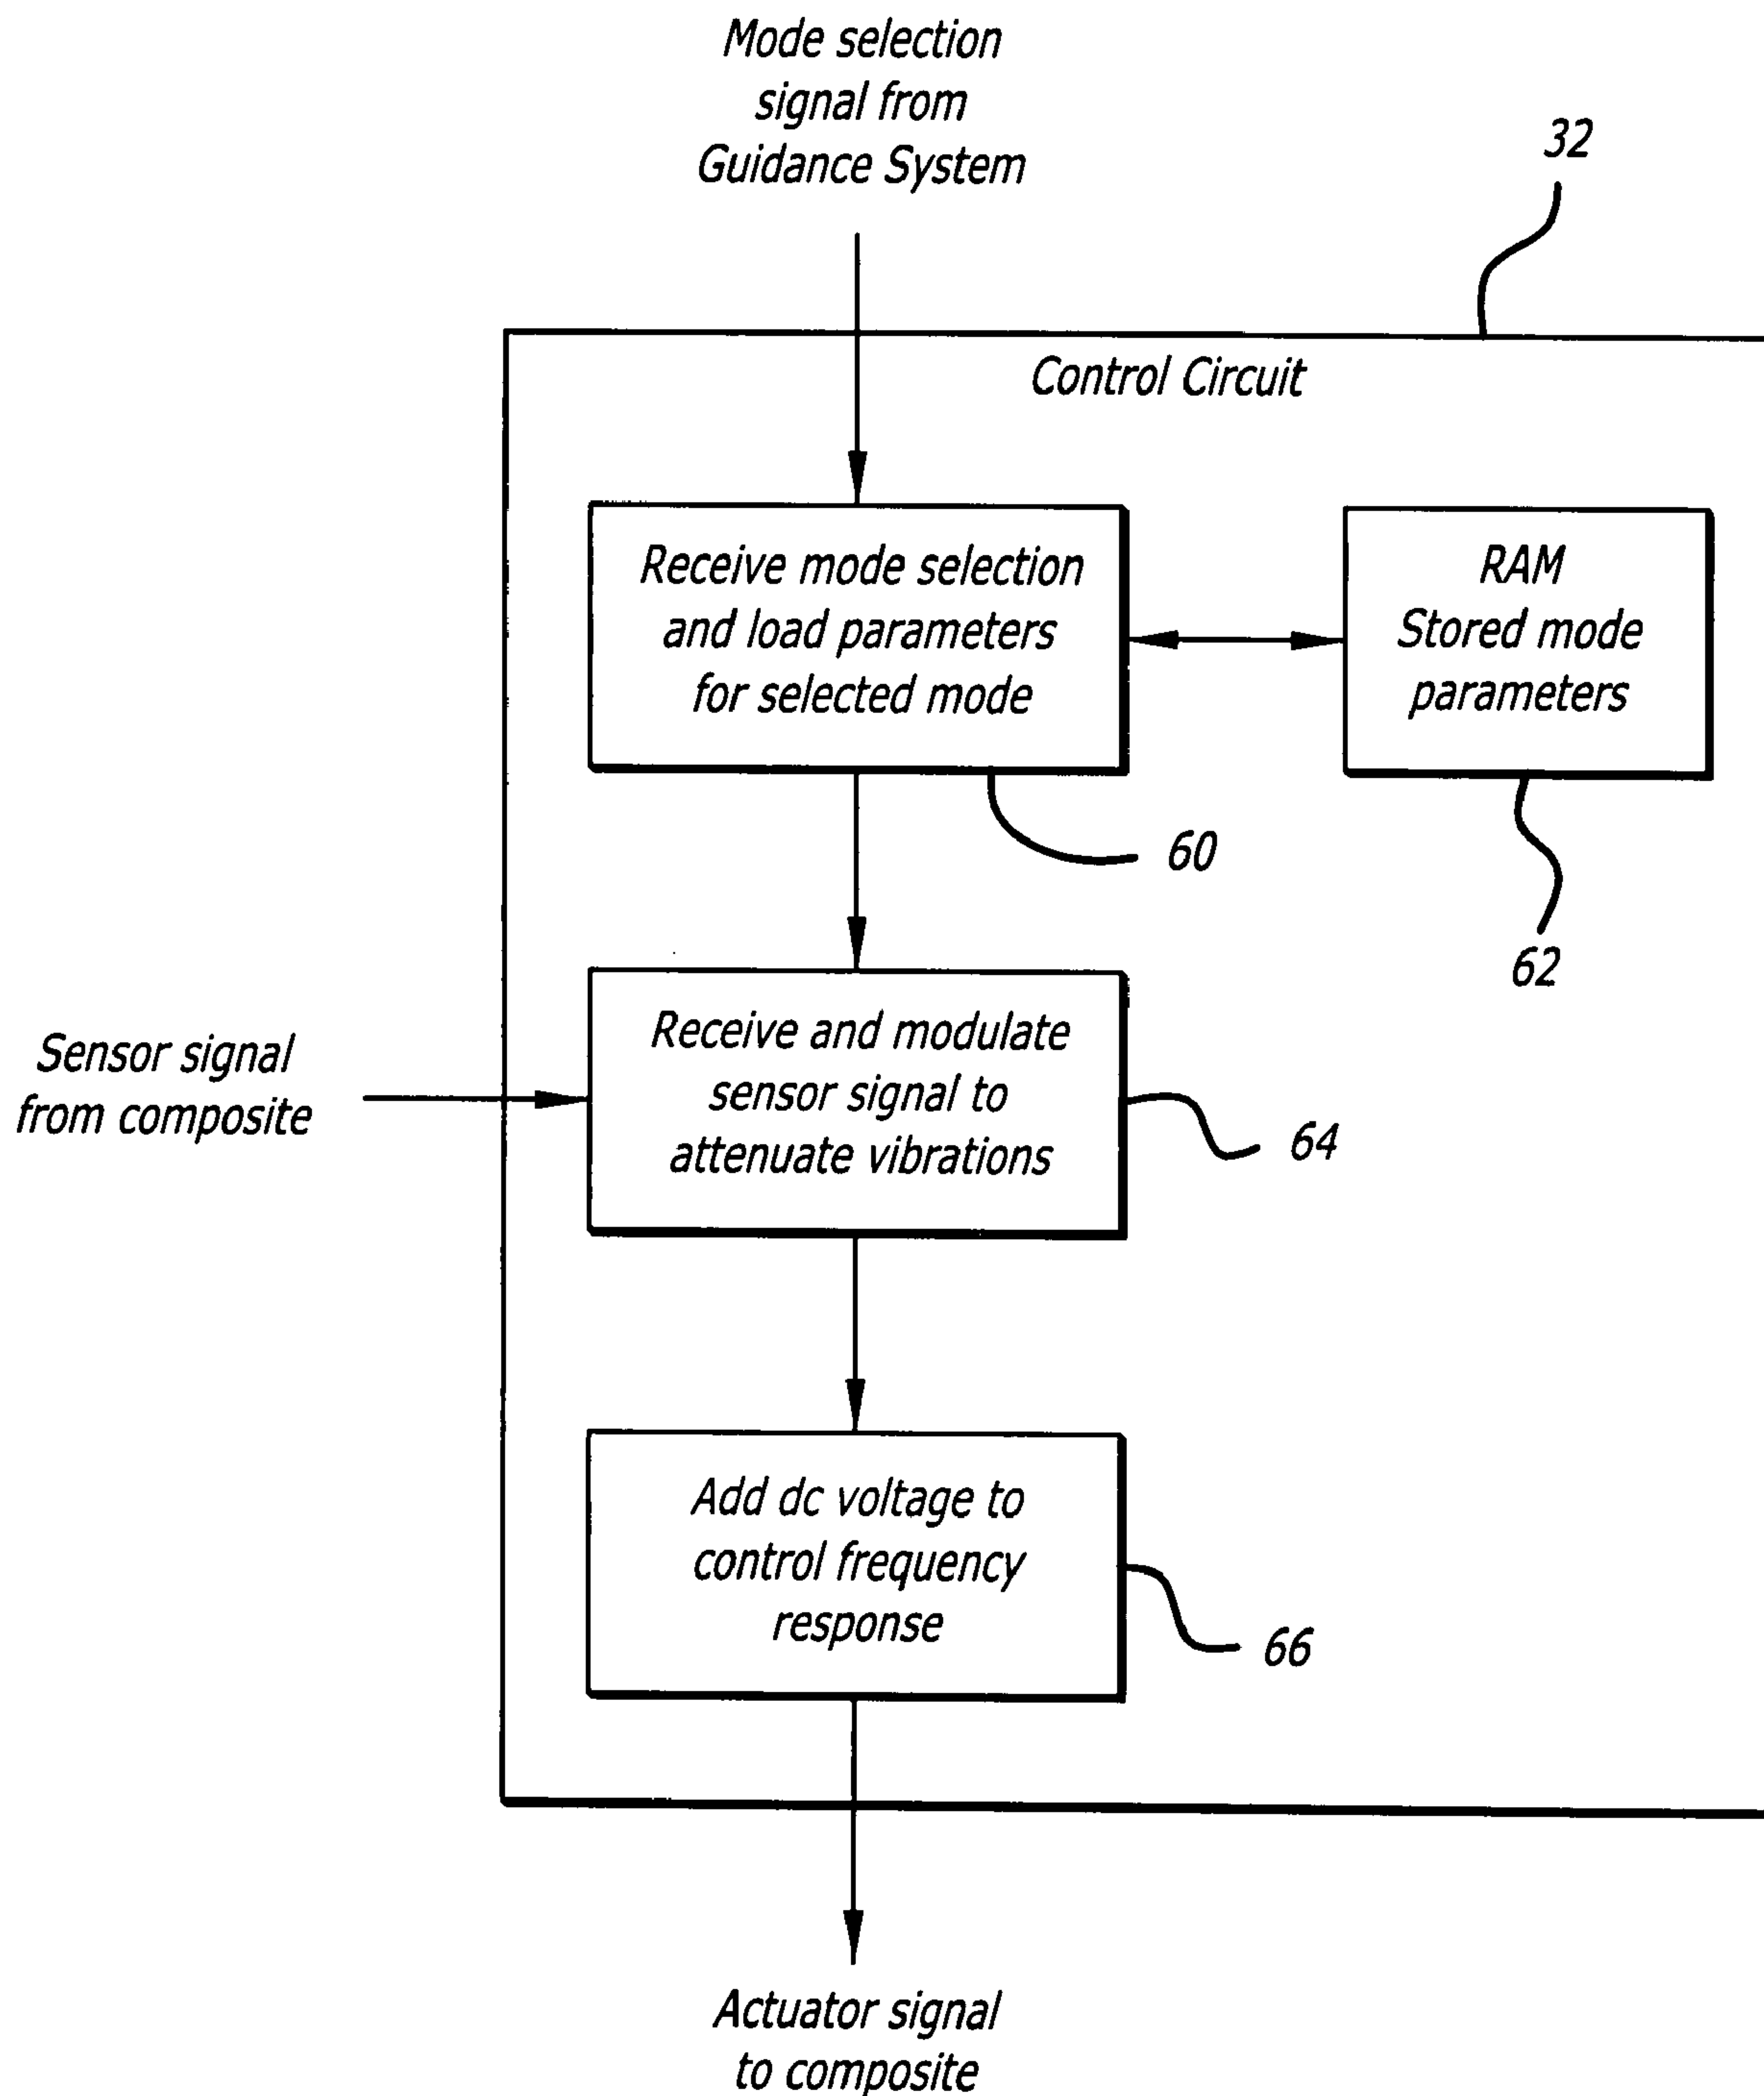 Mode selection
signal from
Guidance System
32
Control Circuit
Receive mode selection
and load parameters
for selected mode
RAM
Stored mode
parameters
60
62
Sensor signal
from composite
Receive and modulate
sensor signal to
attenuate vibrations
64
Add dc voltage to
control frequency
response
66
Actuator signal
to composite